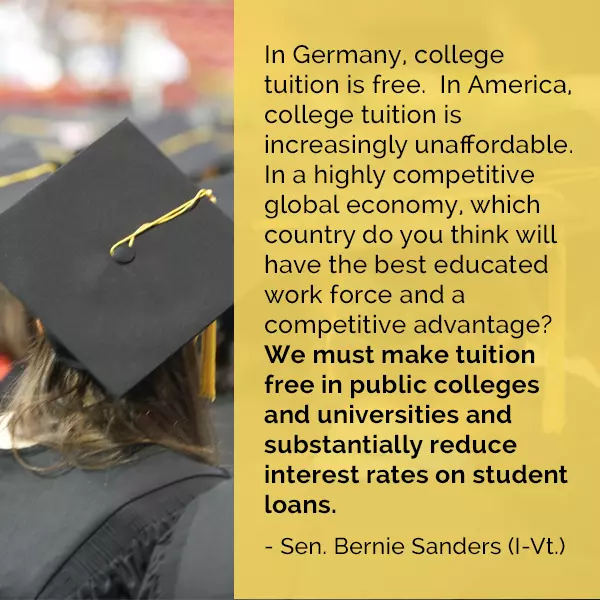 In Germany, college
tuition is free.  In America,
college tuition is
increasingly unaffordable.
In a highly competitive
global economy, which
country do you think will
have the best educated
work force and a
competitive advantage?
We must make tuition
free in public colleges
and universities and
substantially reduce
interest rates on student
loans.
- Sen. Bernie Sanders (I-Vt.)